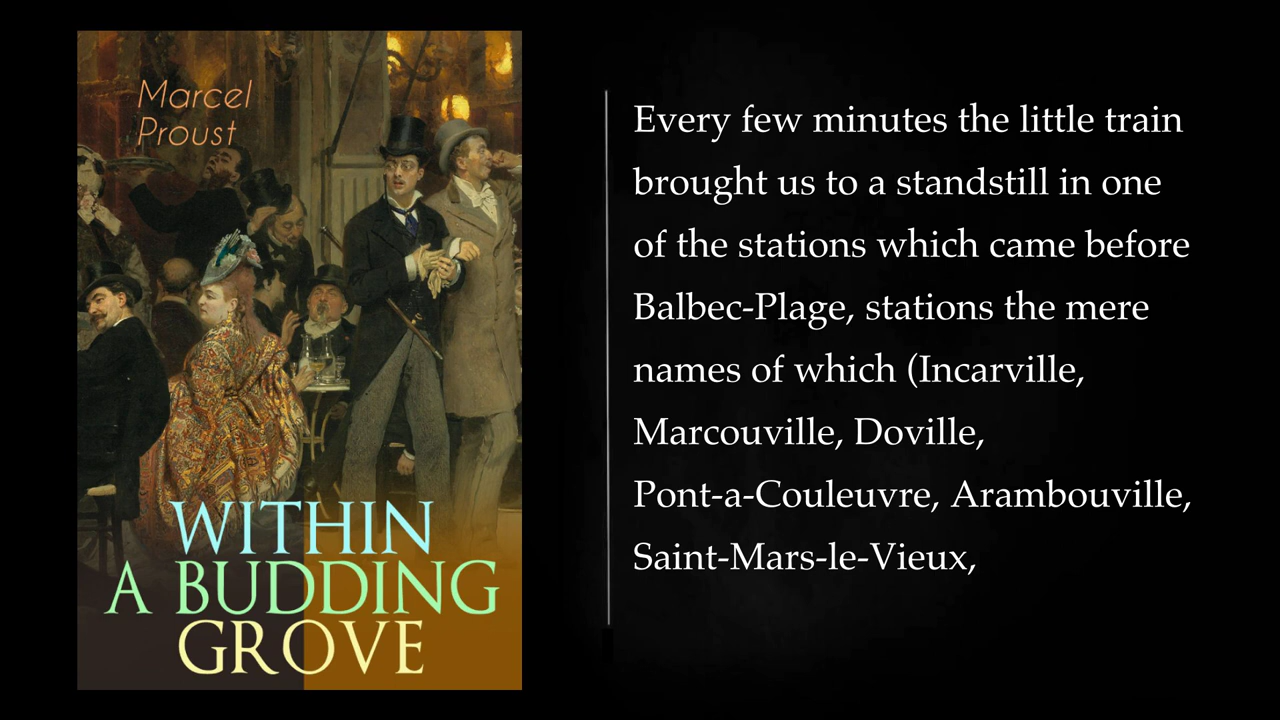 Marcel
Proust
WITHIN
A BUDDING
GROVE
Every few minutes the little train
brought us to a standstill in one
of the stations which came before
Balbec-Plage, stations the mere
names of which (Incarville,
Marcouville, Doville,
Pont-a-Couleuvre, Arambouville,
Saint-Mars-le-Vieux,